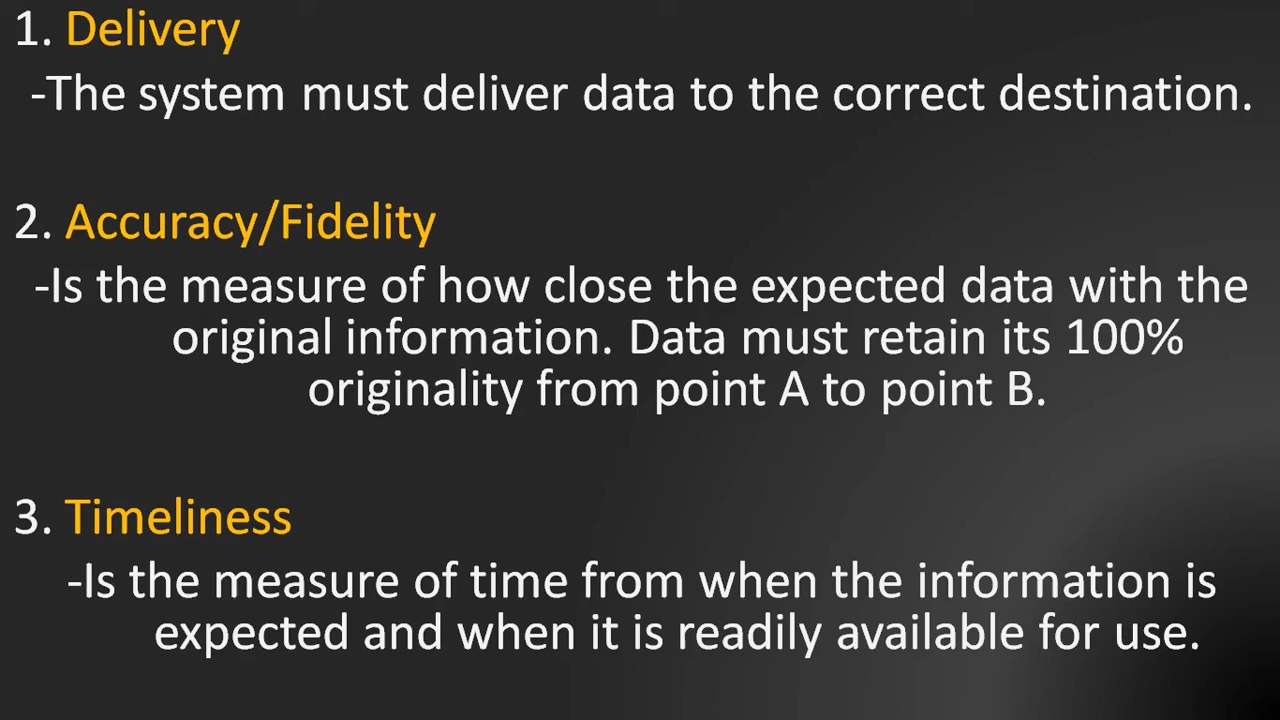 1. Delivery
-The system must deliver data to the correct destination.
2. Accuracy/Fidelity
-Is the measure of how close the expected data with the
original information. Data must retain its 100%
originality from point A to point B.
3. Timeliness
-Is the measure of time from when the information is
expected and when it is readily available for use.